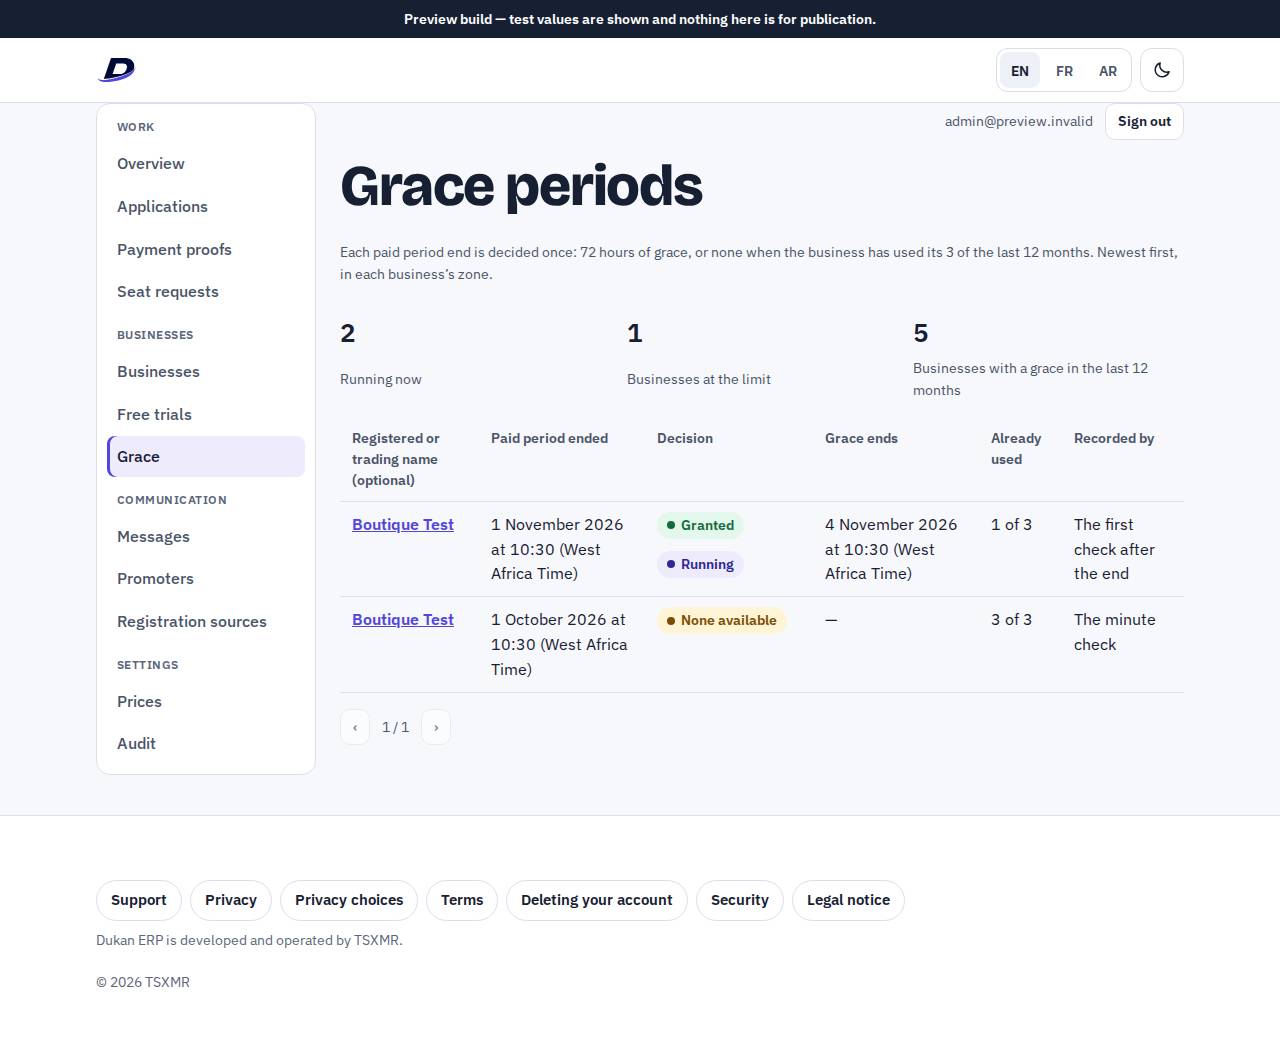 Preview build — test values are shown and nothing here is for publication.
EN FR AR
WORK
Overview
Applications
Payment proofs
Seat requests
BUSINESSES
Businesses
Free trials
Grace
COMMUNICATION
Messages
Promoters
Registration sources
SETTINGS
Prices
Audit
admin@preview.invalid Sign out
Grace periods
Each paid period end is decided once: 72 hours of grace, or none when the business has used its 3 of the last 12 months. Newest first,
in each business’s zone.
2
Running now
1
Businesses at the limit
5
Businesses with a grace in the last 12
months
Registered or
trading name
(optional)
Paid period ended
Decision
Grace ends
Already
used
Recorded by
Boutique Test
1 November 2026
at 10:30 (West
Africa Time)
Granted
Running
4 November 2026
at 10:30 (West
Africa Time)
1 of 3
The first
check after
the end
Boutique Test
1 October 2026 at
10:30 (West Africa
Time)
None available
—
3 of 3
The minute
check
‹ 1 / 1 ›
Support Privacy Privacy choices Terms Deleting your account Security Legal notice
Dukan ERP is developed and operated by TSXMR.
© 2026 TSXMR